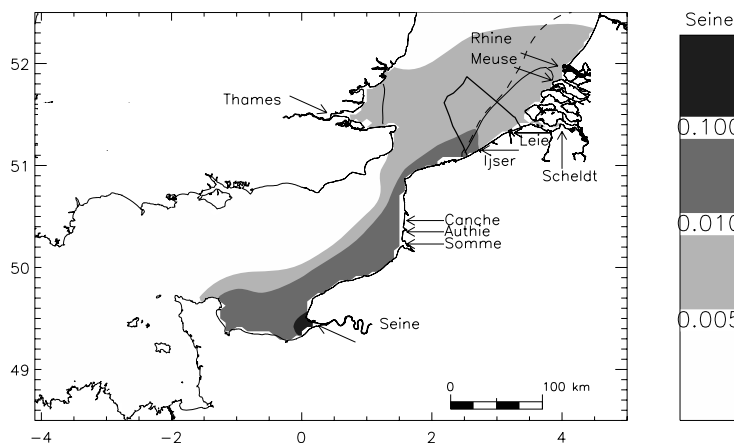 Seine
52
Rhine
Meuse
Thames
0.100
Leie
51
Ijser
Scheldt
Canche
0.010
Authie
Somme
50
Seine
0.005
49
0
100 km
−4
−2
0
2
4